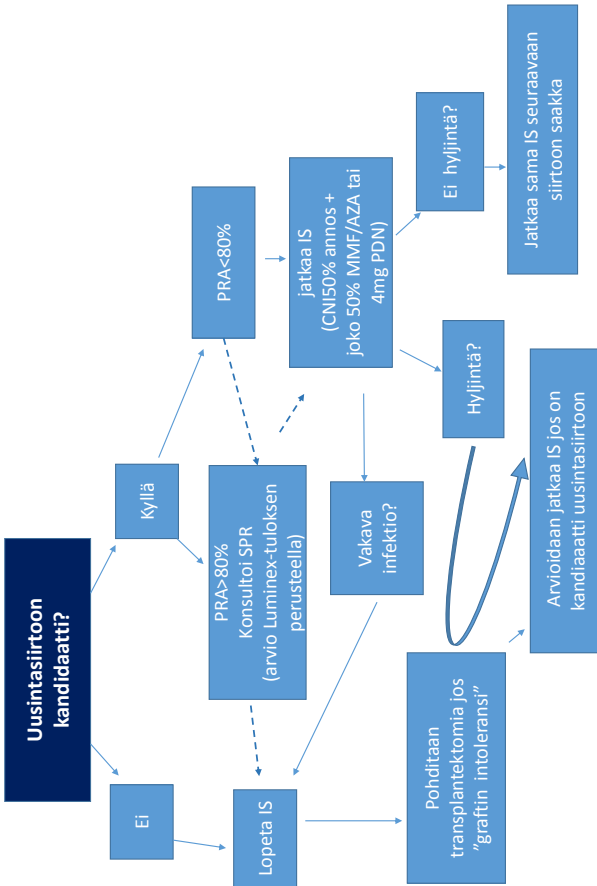 Uusintasiirtoon
kandidaatti?
Ei
Kyllä
PRA>80%
Konsultoi SPR
(arvio Luminex-tuloksen
perusteella)
PRA<80%
Lopeta IS
Vakava
infektio?
jatkaa IS
(CNI50% annos +
joko 50% MMF/AZA tai
4mg PDN)
Pohditaan
transplantektomia jos
"graftin intoleransi"
Hyljintä?
Ei hyljintä?
Arvioidaan jatkaa IS jos on
kandiaaatti uusintasiirtoon
Jatkaa sama IS seuraavaan
siirtoon saakka